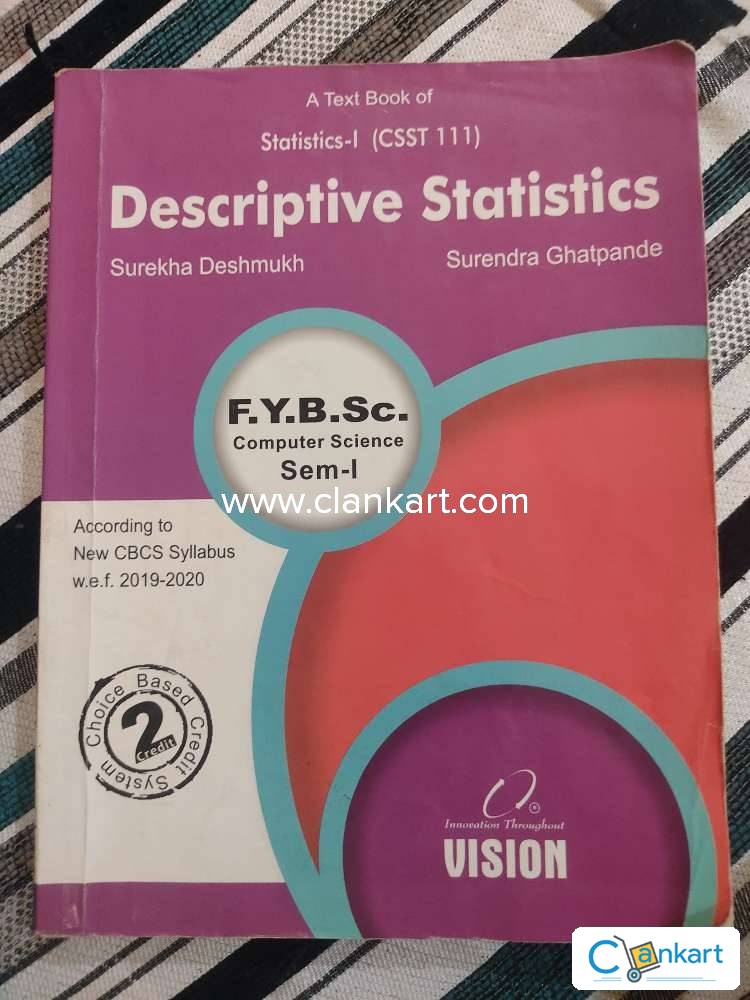 A Text Book of
Statistics-I (CSST 111)
Descriptive Statistics
Surekha Deshmukh
Surendra Ghatpande
F.Y.B.Sc.
Computer Science
Sem-I
www.clankart.com
According to
New CBCS Syllabus
w.e.f. 2019-2020
Choice Based Credit System
2
Credit
Innovation Throughout
VISION
Clankart